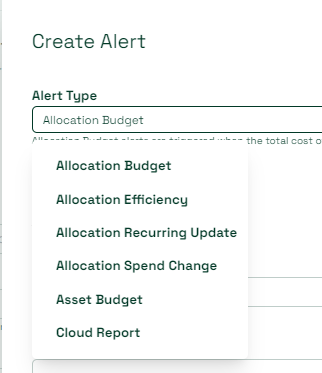 Create Alert
Alert Type
Allocation Budget
Allocation Budget alerts are triggered when the total cost o
Allocation Budget
Allocation Efficiency
Allocation Recurring Update
Allocation Spend Change
Asset Budget
Cloud Report